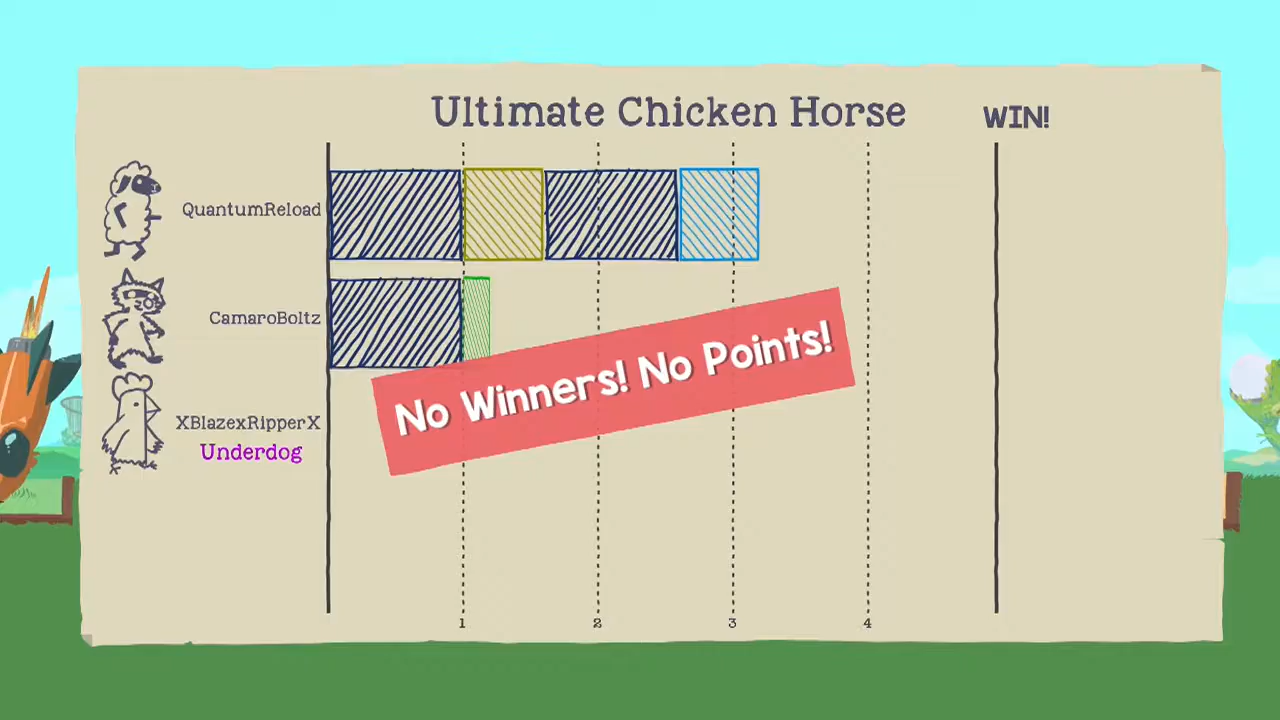 Ultimate Chicken Horse
WIN!
QuantumReload
CamaroBoltz
No Winners! No Points!
XBlazexRipperX
Underdog
1 2 3 4